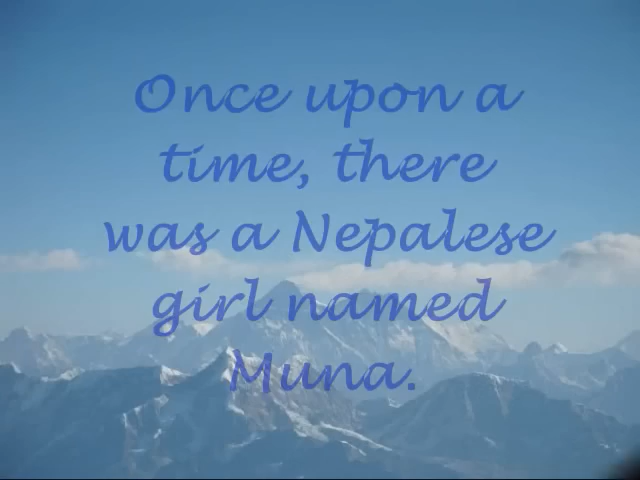 Once upon a
time, there
was a Nepalese
girl named
Muna.